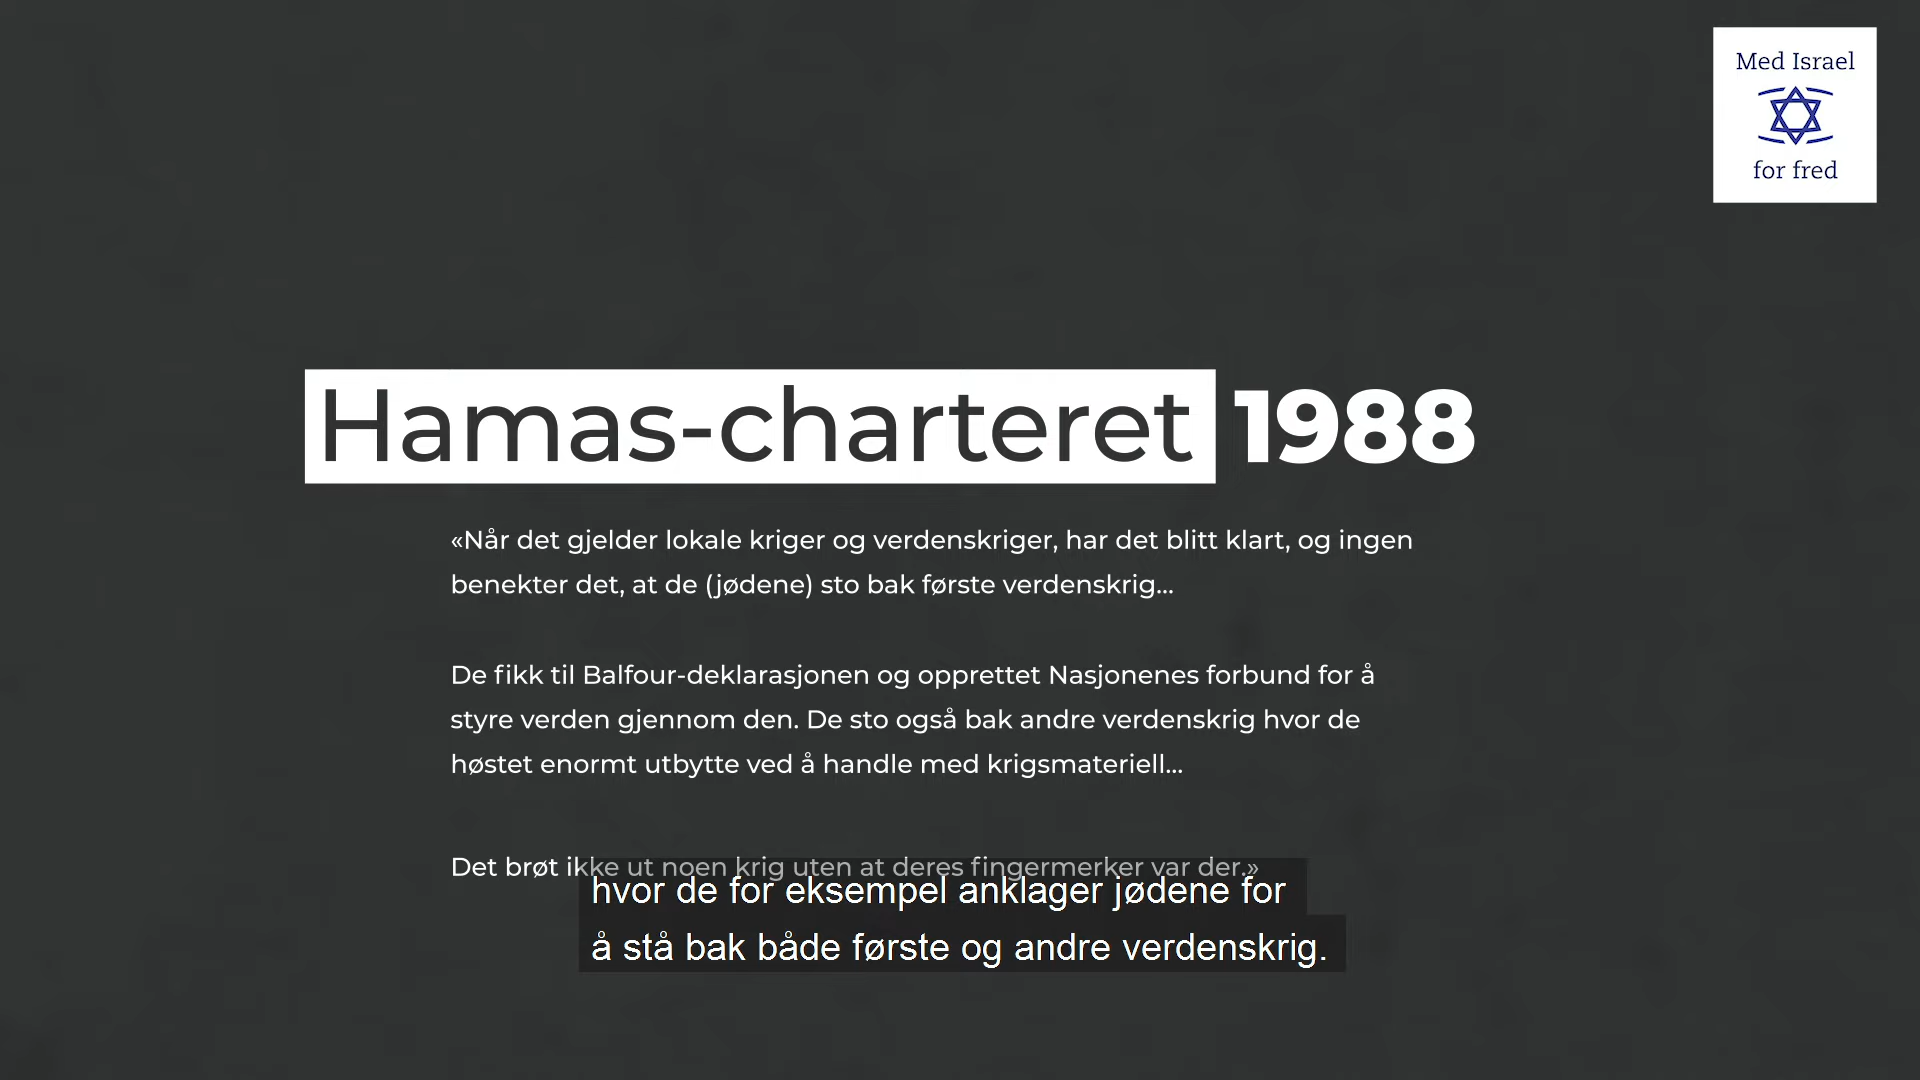 Med Israel
for fred
Hamas-charteret 1988
«Når det gjelder lokale kriger og verdenskriger, har det blitt klart, og ingen
benekter det, at de (jødene) sto bak første verdenskrig...
De fikk til Balfour-deklarasjonen og opprettet Nasjonenes forbund for å
styre verden gjennom den. De sto også bak andre verdenskrig hvor de
høstet enormt utbytte ved å handle med krigsmateriell...
Det brøt ikke ut noen krig uten at deres fingermerker var der.»
hvor de for eksempel anklager jødene for
å stå bak både første og andre verdenskrig.